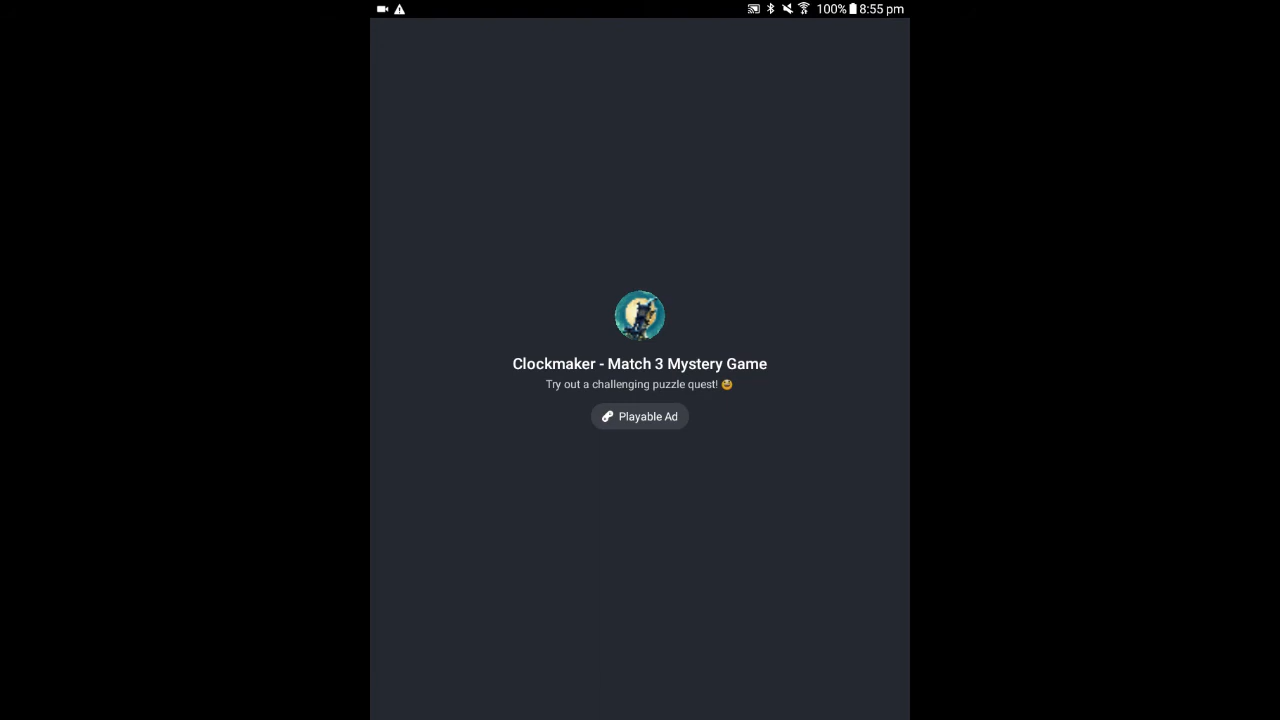 100% 8:55 pm
Clockmaker - Match 3 Mystery Game
Try out a challenging puzzle quest! 😆
Playable Ad